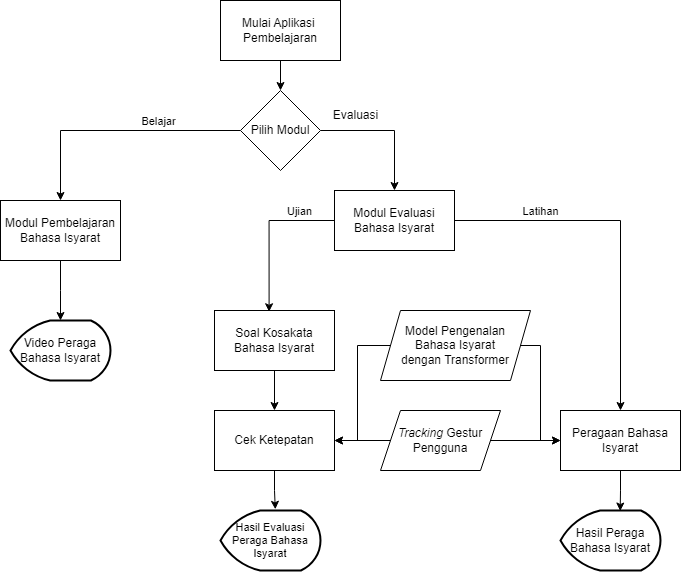 Mulai Aplikasi
Pembelajaran
Pilih Modul
Belajar
Evaluasi
Modul Pembelajaran
Bahasa Isyarat
Modul Evaluasi
Bahasa Isyarat
Ujian
Latihan
Video Peraga
Bahasa Isyarat
Soal Kosakata
Bahasa Isyarat
Model Pengenalan
Bahasa Isyarat
dengan Transformer
Cek Ketepatan
Tracking Gestur
Pengguna
Peragaan Bahasa
Isyarat
Hasil Evaluasi
Peraga Bahasa
Isyarat
Hasil Peraga
Bahasa Isyarat